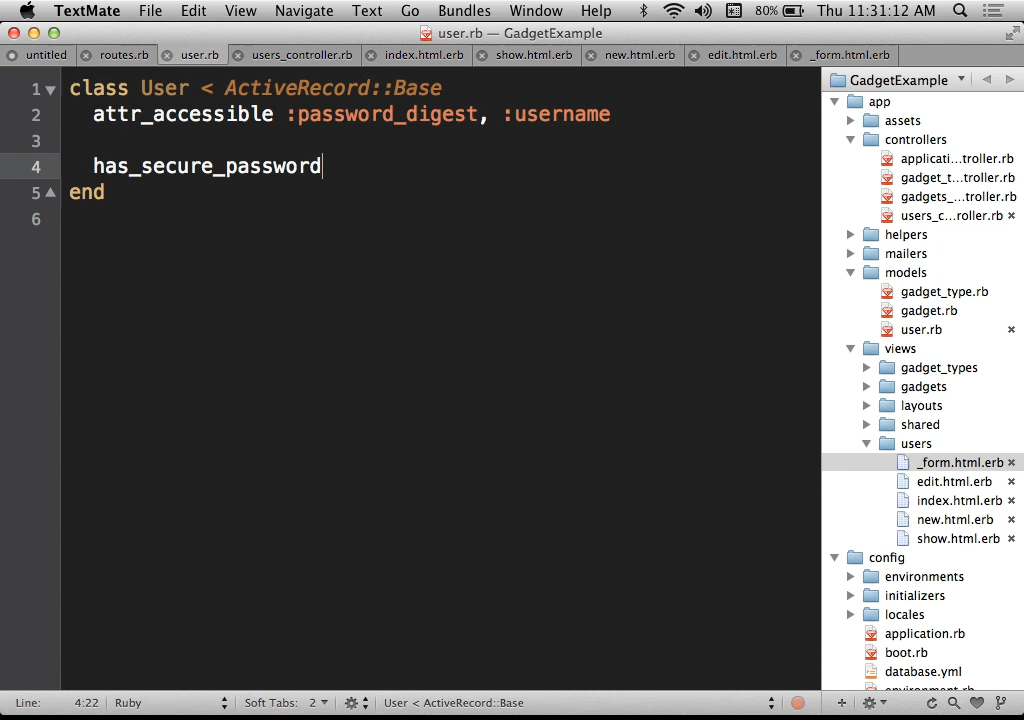 TextMate File Edit View Navigate Text Go Bundles Window Help 80% Thu 11:31:12 AM
user.rb — GadgetExample
untitled routes.rb user.rb users_controller.rb index.html.erb show.html.erb new.html.erb edit.html.erb _form.html.erb
1 class User < ActiveRecord::Base
2 attr_accessible :password_digest, :username
3
4 has_secure_password
5 end
6
GadgetExample
app
assets
controllers
applicati...troller.rb
gadget_t...troller.rb
gadgets_...troller.rb
users_c...roller.rb
helpers
mailers
models
gadget_type.rb
gadget.rb
user.rb
views
gadget_types
gadgets
layouts
shared
users
_form.html.erb
edit.html.erb
index.html.erb
new.html.erb
show.html.erb
config
environments
initializers
locales
application.rb
boot.rb
database.yml
environment.rb
Line: 4:22 Ruby Soft Tabs: 2 User < ActiveRecord::Base